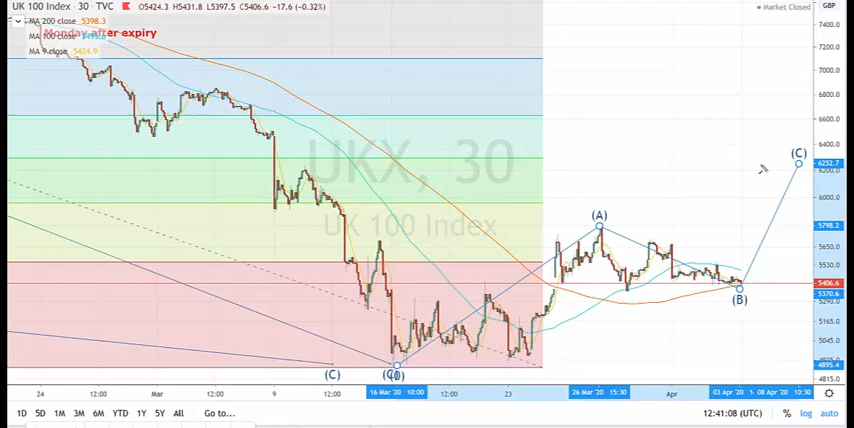 UK 100 Index · 30 · TVC O5424.3 H5431.8 L5397.5 C5406.6 −17.6 (−0.32%)
MA 200 close 5398.3
Monday after expiry
MA 100 close
MA 9 close 5424.9
GBP
Market Closed
7400.0
7200.0
7000.0
6800.0
6600.0
6400.0
6252.7
6200.0
6000.0
5798.2
5650.0
5530.0
5406.6
5370.6
5290.0
5165.0
5045.0
4895.4
4815.0
UKX, 30
UK 100 Index
(A)
(B)
(C)
(C)
24
12:00
Mar
12:00
9
12:00
16 Mar '20 10:00
12:00
23
26 Mar '20 15:30
Apr
03 Apr '20
08 Apr '20 10:30
1D 5D 1M 3M 6M YTD 1Y 5Y All Go to...
12:41:08 (UTC) % log auto